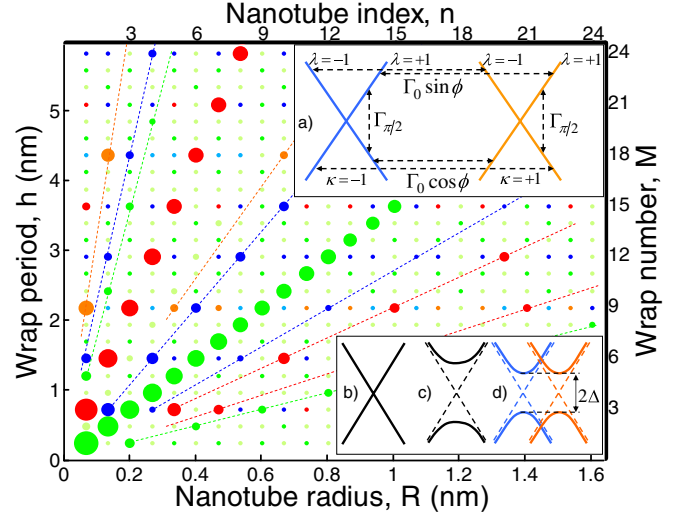 Nanotube index, n
3 6 9 12 15 18 21 24
Wrap period, h (nm)
5
4
3
2
1
0
24
21
18
15
12
9
6
3
Wrap number, M
λ=−1 λ=+1 λ=−1 λ=+1
Γ0 sin ϕ
a) Γπ/2 Γπ/2
κ=−1 κ=+1
Γ0 cos ϕ
b) c) d) 2Δ
0 0.2 0.4 0.6 0.8 1 1.2 1.4 1.6
Nanotube radius, R (nm)